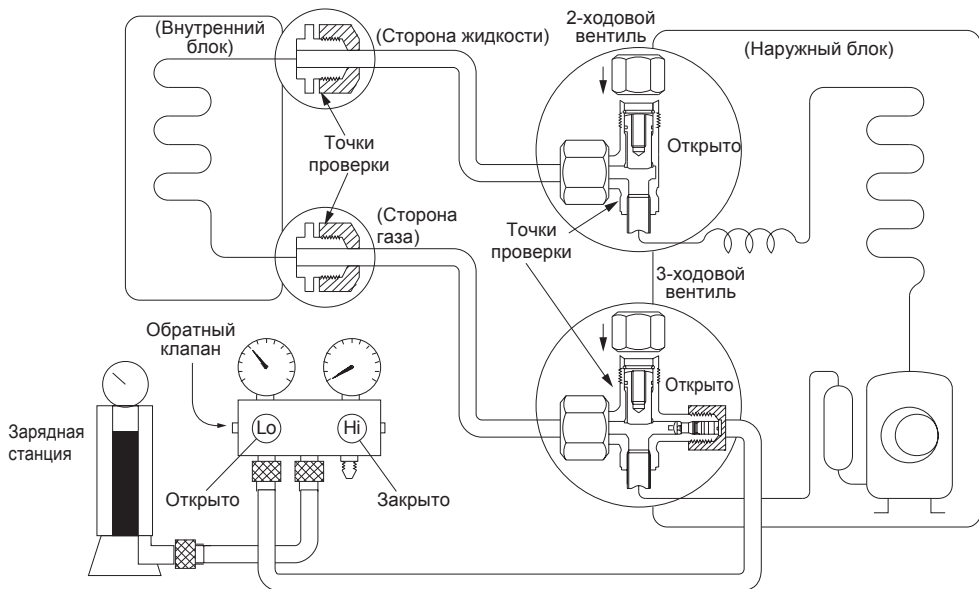 (Внутренний
блок)
(Сторона жидкости)
2-ходовой
вентиль
(Наружный блок)
Точки
проверки
Открыто
(Сторона
газа)
Точки
проверки
3-ходовой
вентиль
Обратный
клапан
Открыто
Зарядная
станция
Lo
Hi
Открыто
Закрыто